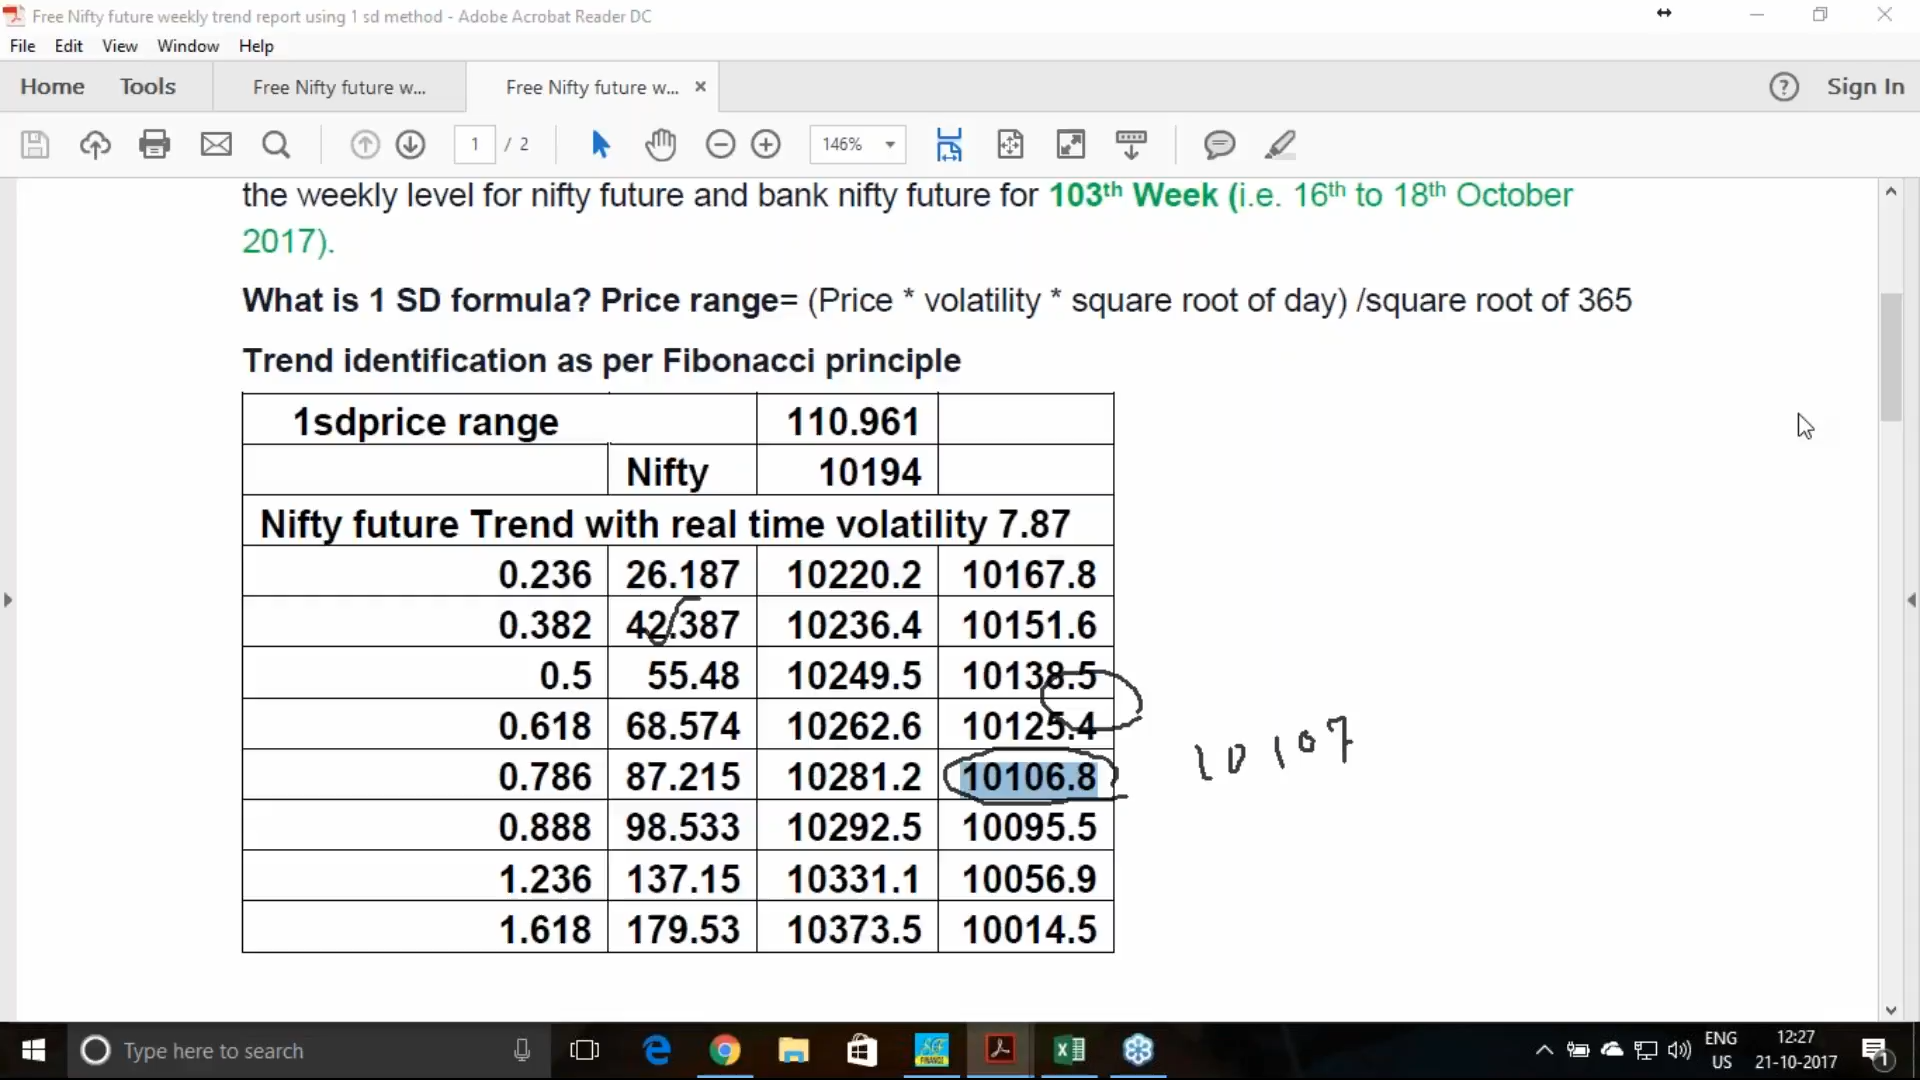 Free Nifty future weekly trend report using 1 sd method - Adobe Acrobat Reader DC
File Edit View Window Help
Home Tools Free Nifty future w... Free Nifty future w... × ? Sign In
1 / 2 146%
the weekly level for nifty future and bank nifty future for 103th Week (i.e. 16th to 18th October
2017).
What is 1 SD formula? Price range= (Price * volatility * square root of day) /square root of 365
Trend identification as per Fibonacci principle
1sdprice range 110.961
Nifty 10194
Nifty future Trend with real time volatility 7.87
0.236 26.187 10220.2 10167.8
0.382 42.387 10236.4 10151.6
0.5 55.48 10249.5 10138.5
0.618 68.574 10262.6 10125.4
0.786 87.215 10281.2 10106.8 10107
0.888 98.533 10292.5 10095.5
1.236 137.15 10331.1 10056.9
1.618 179.53 10373.5 10014.5
Type here to search
FINANCE
ENG 12:27
US 21-10-2017 1